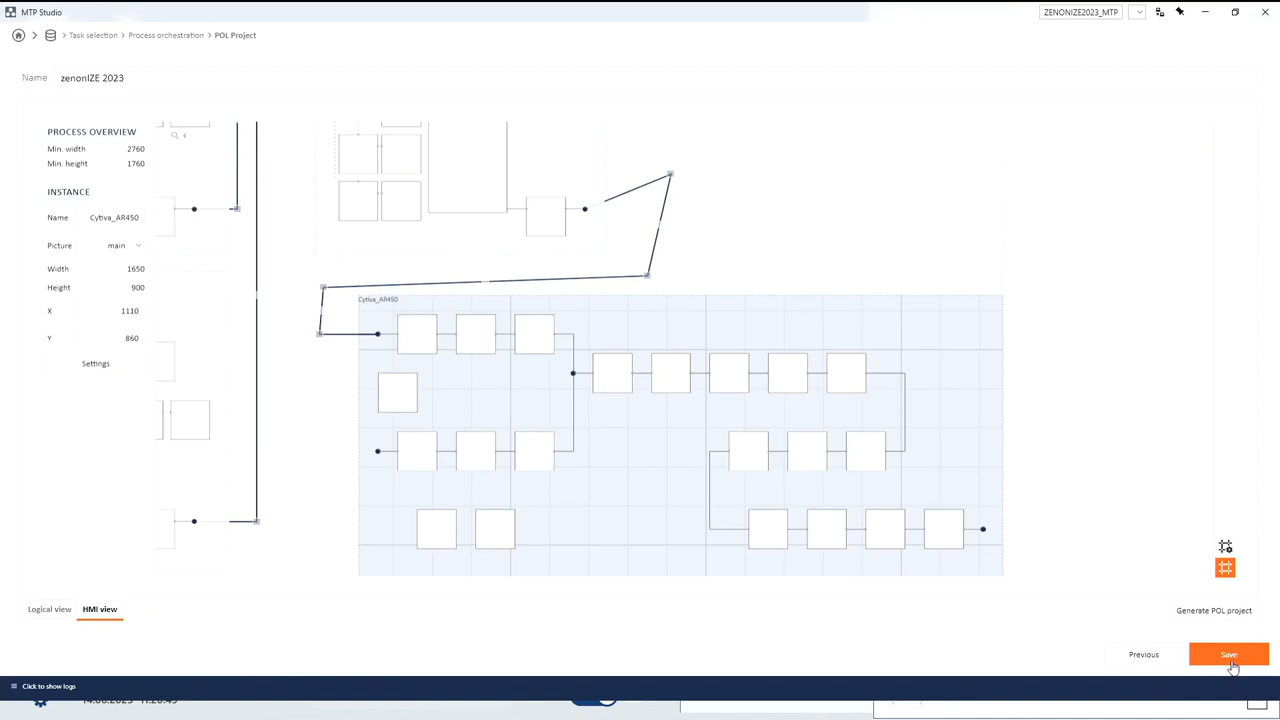 MTP Studio
ZENONIZE2023_MTP
Task selection
Process orchestration
POL Project
Name
zenonIZE 2023
PROCESS OVERVIEW
Min. width
2760
Min. height
1760
INSTANCE
Name
Cytiva_AR450
Picture
main
Width
1650
Height
900
X
1110
Y
860
Settings
Cytiva_AR450
Logical view
HMI view
Generate POL project
Previous
Save
Click to show logs